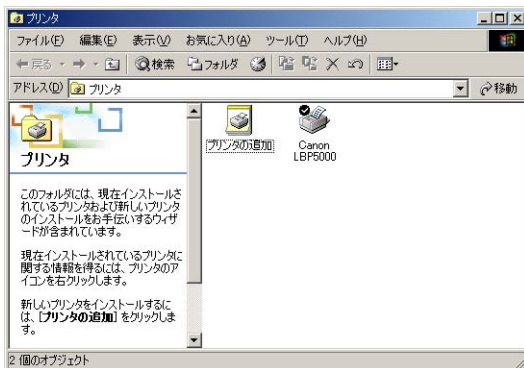 プリンタ
ファイル(F) 編集(E) 表示(V) お気に入り(A) ツール(T) ヘルプ(H)
戻る 検索 フォルダ
アドレス(D) プリンタ 移動
プリンタ
このフォルダには、現在インストールさ
れているプリンタおよび新しいプリンタ
のインストールをお手伝いするウィザ
ードが含まれています。
現在インストールされているプリンタに
関する情報を得るには、プリンタのア
イコンを右クリックします。
新しいプリンタをインストールするに
は、[プリンタの追加] をクリックしま
す。
プリンタの追加
Canon
LBP5000
2 個のオブジェクト